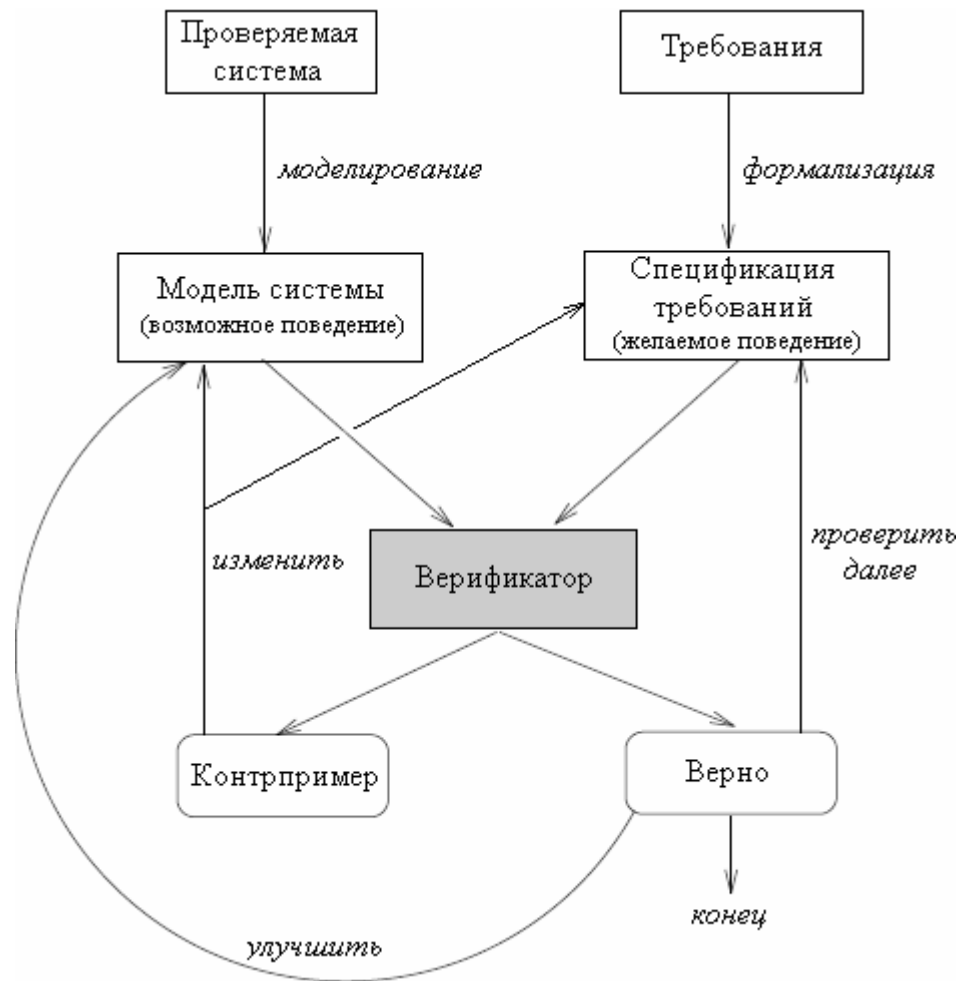 Проверяемая
система
Требования
моделирование
формализация
Модель системы
(возможное поведение)
Спецификация
требований
(желаемое поведение)
изменить
Верификатор
проверить
далее
Контрпример
Верно
конец
улучшить